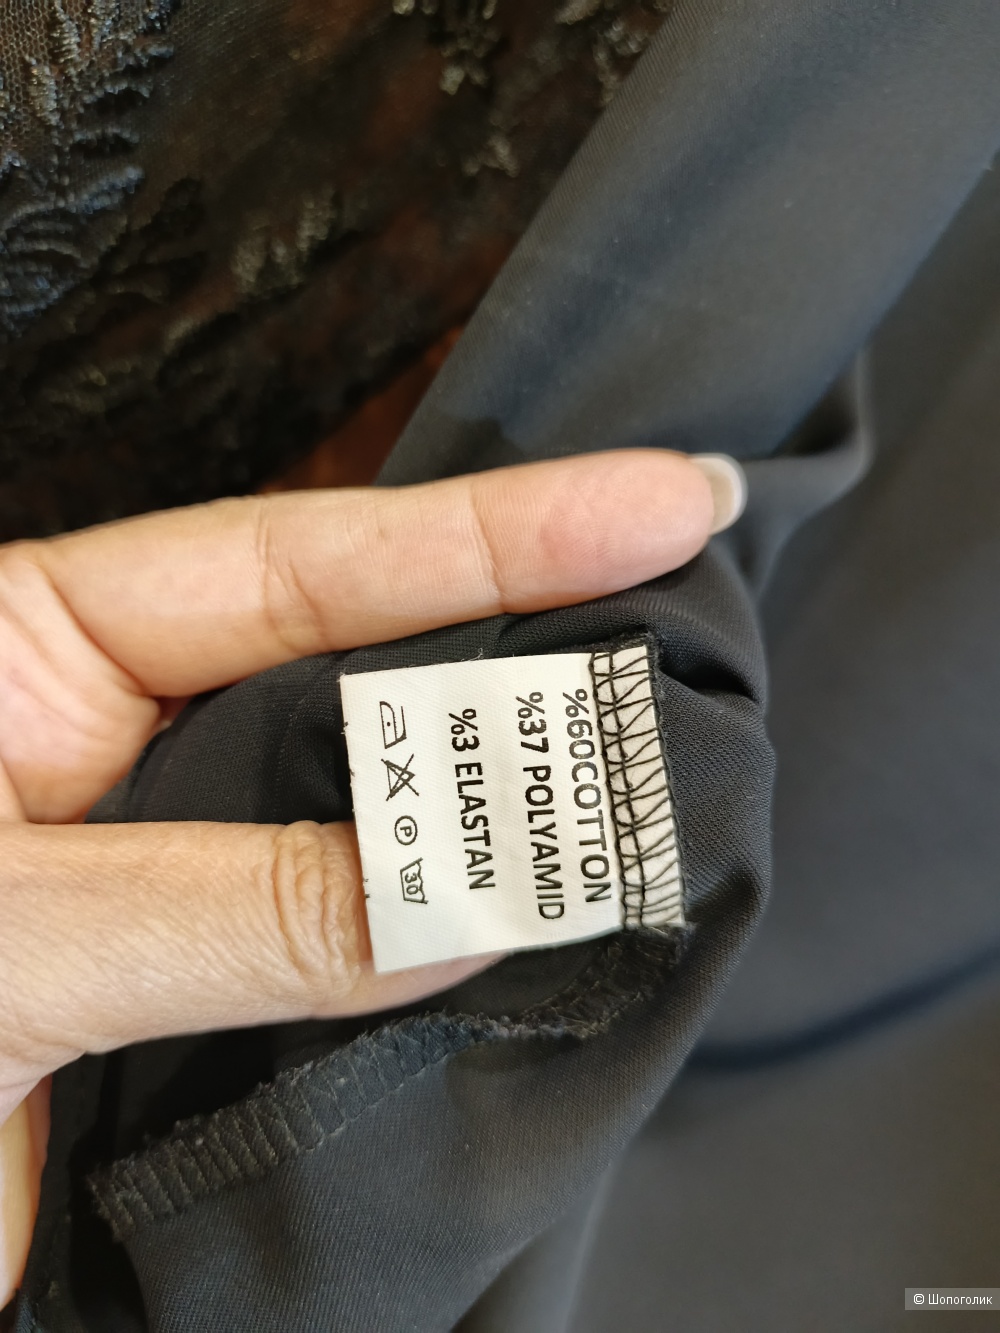 %60COTTON
%37 POLYAMID
%3 ELASTAN
P
30
© Шопоголик